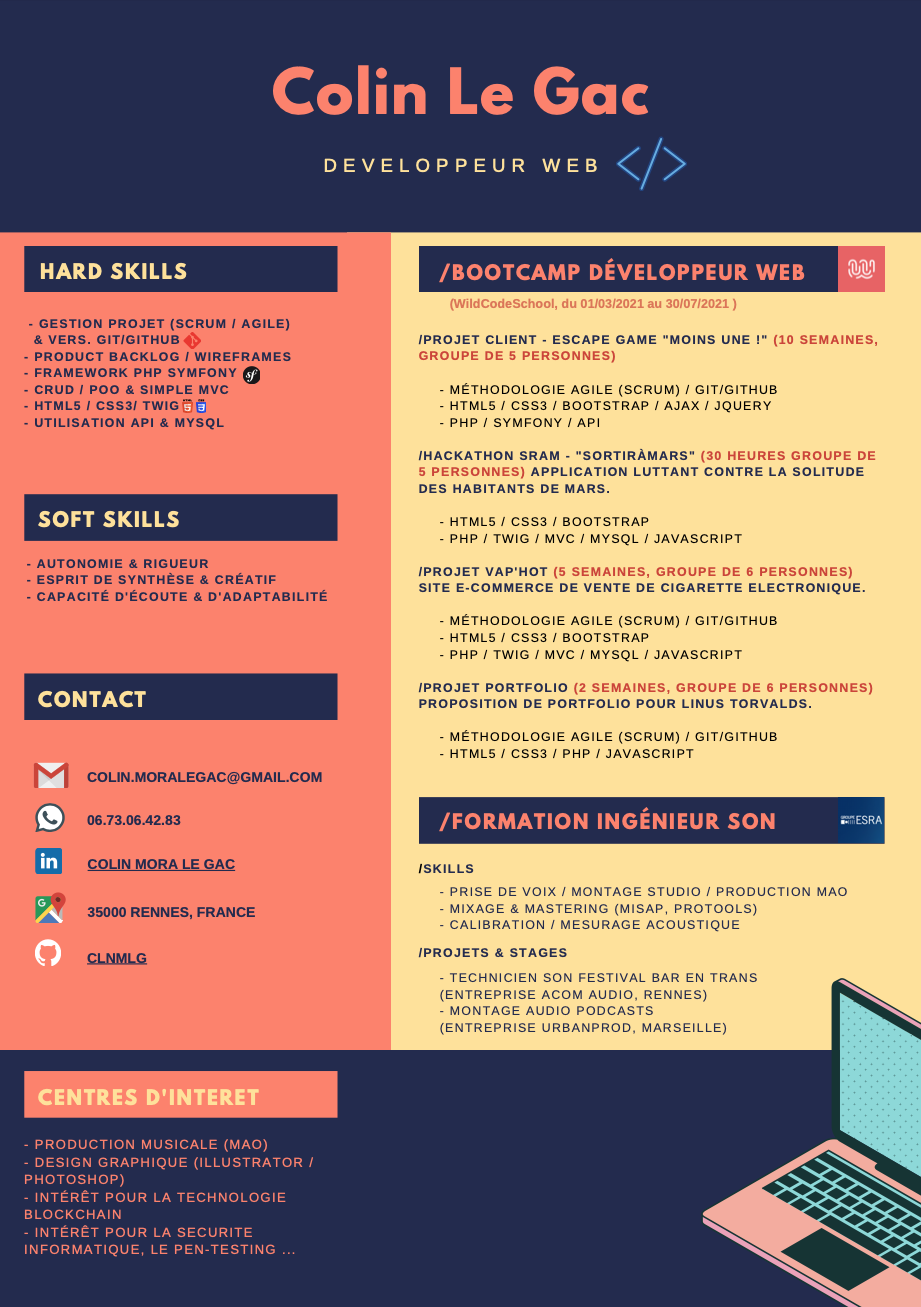 Colin Le Gac
DEVELOPPEUR WEB </>
HARD SKILLS
- GESTION PROJET (SCRUM / AGILE)
& VERS. GIT/GITHUB
- PRODUCT BACKLOG / WIREFRAMES
- FRAMEWORK PHP SYMFONY sf
- CRUD / POO & SIMPLE MVC
- HTML5 / CSS3/ TWIG
- UTILISATION API & MYSQL
SOFT SKILLS
- AUTONOMIE & RIGUEUR
- ESPRIT DE SYNTHÈSE & CRÉATIF
- CAPACITÉ D'ÉCOUTE & D'ADAPTABILITÉ
CONTACT
COLIN.MORALEGAC@GMAIL.COM
06.73.06.42.83
in COLIN MORA LE GAC
G 35000 RENNES, FRANCE
CLNMLG
/BOOTCAMP DÉVELOPPEUR WEB
(WildCodeSchool, du 01/03/2021 au 30/07/2021 )
/PROJET CLIENT - ESCAPE GAME "MOINS UNE !" (10 SEMAINES,
GROUPE DE 5 PERSONNES)
- MÉTHODOLOGIE AGILE (SCRUM) / GIT/GITHUB
- HTML5 / CSS3 / BOOTSTRAP / AJAX / JQUERY
- PHP / SYMFONY / API
/HACKATHON SRAM - "SORTIRÀMARS" (30 HEURES GROUPE DE
5 PERSONNES) APPLICATION LUTTANT CONTRE LA SOLITUDE
DES HABITANTS DE MARS.
- HTML5 / CSS3 / BOOTSTRAP
- PHP / TWIG / MVC / MYSQL / JAVASCRIPT
/PROJET VAP'HOT (5 SEMAINES, GROUPE DE 6 PERSONNES)
SITE E-COMMERCE DE VENTE DE CIGARETTE ELECTRONIQUE.
- MÉTHODOLOGIE AGILE (SCRUM) / GIT/GITHUB
- HTML5 / CSS3 / BOOTSTRAP
- PHP / TWIG / MVC / MYSQL / JAVASCRIPT
/PROJET PORTFOLIO (2 SEMAINES, GROUPE DE 6 PERSONNES)
PROPOSITION DE PORTFOLIO POUR LINUS TORVALDS.
- MÉTHODOLOGIE AGILE (SCRUM) / GIT/GITHUB
- HTML5 / CSS3 / PHP / JAVASCRIPT
/FORMATION INGÉNIEUR SON
ESRA
/SKILLS
- PRISE DE VOIX / MONTAGE STUDIO / PRODUCTION MAO
- MIXAGE & MASTERING (MISAP, PROTOOLS)
- CALIBRATION / MESURAGE ACOUSTIQUE
/PROJETS & STAGES
- TECHNICIEN SON FESTIVAL BAR EN TRANS
(ENTREPRISE ACOM AUDIO, RENNES)
- MONTAGE AUDIO PODCASTS
(ENTREPRISE URBANPROD, MARSEILLE)
CENTRES D'INTERET
- PRODUCTION MUSICALE (MAO)
- DESIGN GRAPHIQUE (ILLUSTRATOR /
PHOTOSHOP)
- INTÉRÊT POUR LA TECHNOLOGIE
BLOCKCHAIN
- INTÉRÊT POUR LA SECURITE
INFORMATIQUE, LE PEN-TESTING ...